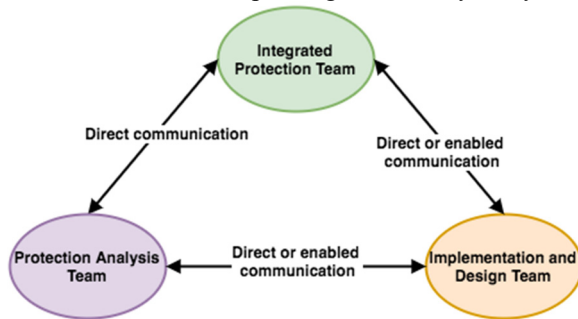 Integrated
Protection Team
Direct communication
Direct or enabled
communication
Protection Analysis
Team
Direct or enabled
communication
Implementation and
Design Team